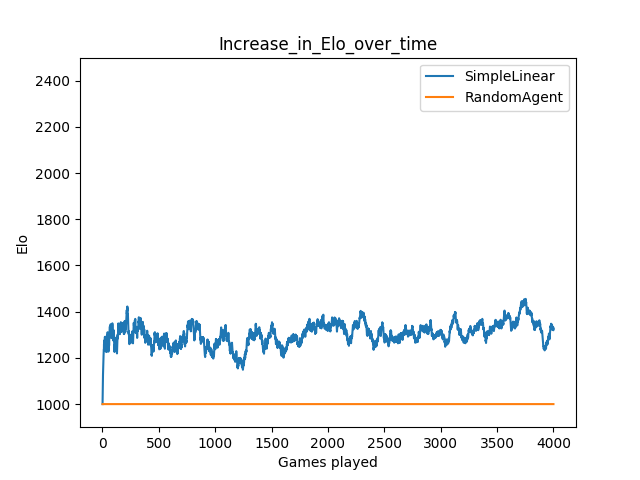 Increase_in_Elo_over_time
SimpleLinear
RandomAgent
2400
2200
2000
1800
1600
1400
1200
1000
Elo
0 500 1000 1500 2000 2500 3000 3500 4000
Games played